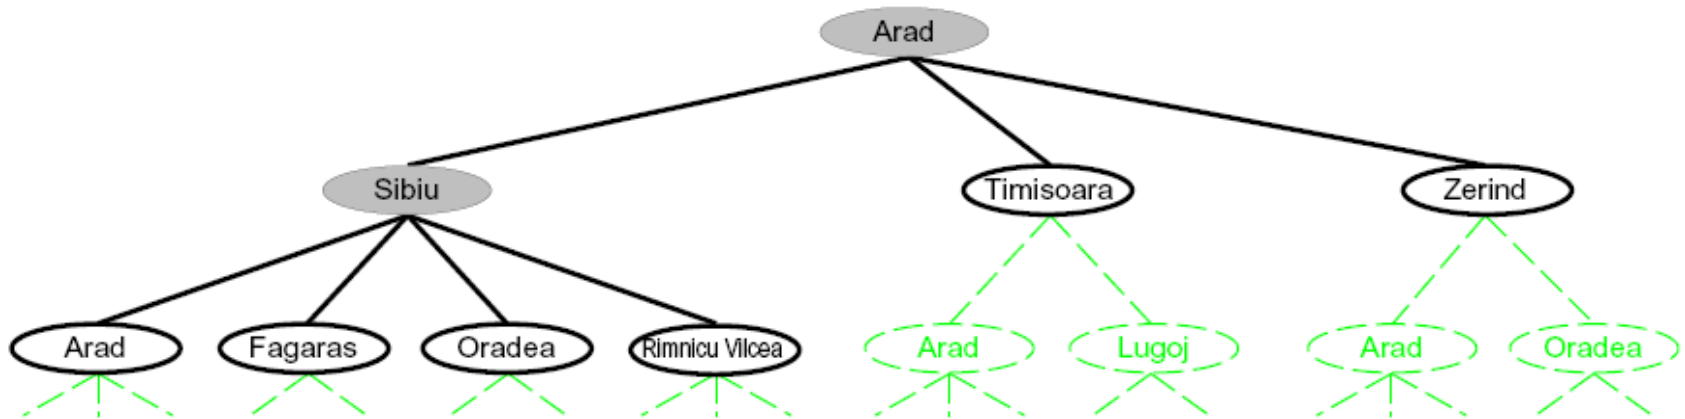 Arad
Sibiu
Timisoara
Zerind
Arad
Fagaras
Oradea
Rimnicu Vilcea
Arad
Lugoj
Arad
Oradea